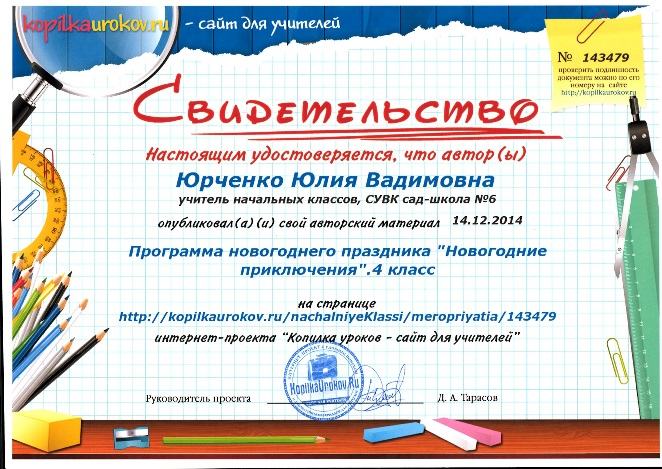 kopilkaurokov.ru – сайт для учителей
№ 143479
проверить подлинность
документа можно по его
номеру на сайте
http://kopilkaurokov.ru
Свидетельство
Настоящим удостоверяется, что автор(ы)
Юрченко Юлия Вадимовна
учитель начальных классов, СУВК сад-школа №6
опубликовал(а)(и) свой авторский материал 14.12.2014
Программа новогоднего праздника "Новогодние
приключения".4 класс
на странице
http://kopilkaurokov.ru/nachalniyeKlassi/meropriyatia/143479
интернет-проекта “Копилка уроков - сайт для учителей”
KopilkaUrokov.Ru
Руководитель проекта Д. А. Тарасов